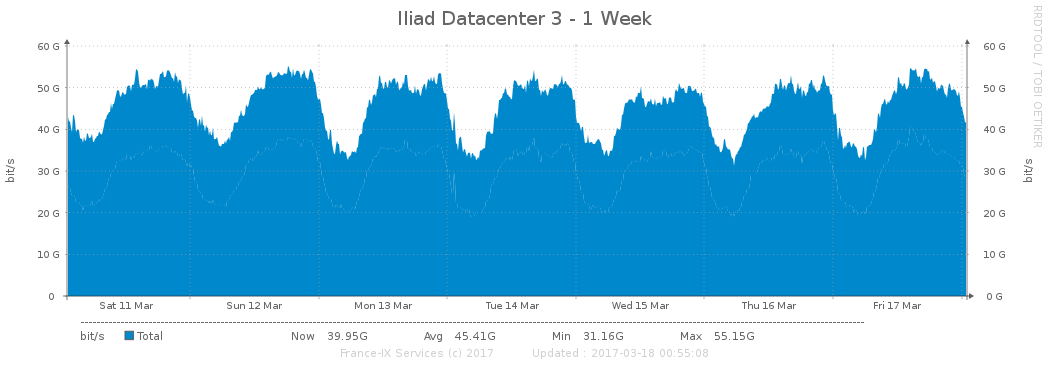 Iliad Datacenter 3 - 1 Week
RRDTOOL / TOBI OETIKER
60 G 60 G
50 G 50 G
40 G 40 G
30 G 30 G
20 G 20 G
10 G 10 G
0 0 G
bit/s bit/s
Sat 11 Mar Sun 12 Mar Mon 13 Mar Tue 14 Mar Wed 15 Mar Thu 16 Mar Fri 17 Mar
bit/s Total Now 39.95G Avg 45.41G Min 31.16G Max 55.15G
France-IX Services (c) 2017 Updated : 2017-03-18 00:55:08